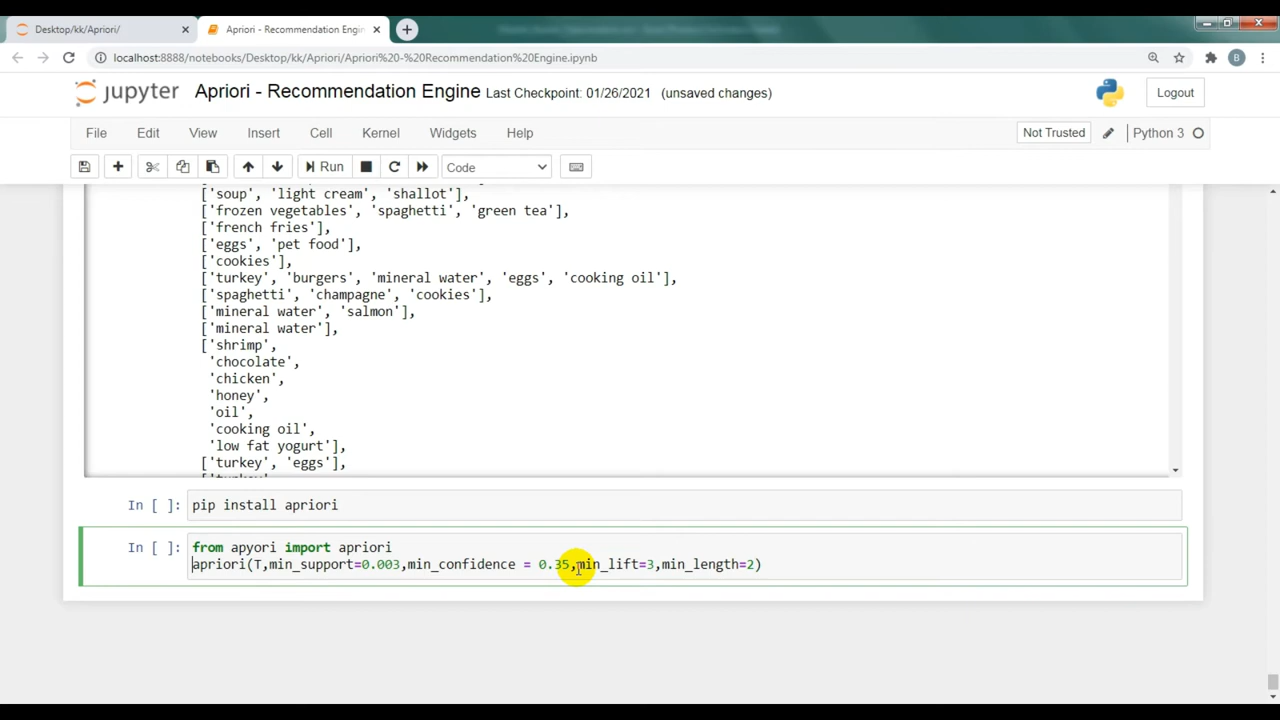 Desktop/kk/Apriori/
Apriori - Recommendation Engin
localhost:8888/notebooks/Desktop/kk/Apriori/Apriori%20-%20Recommendation%20Engine.ipynb
B
jupyter Apriori - Recommendation Engine Last Checkpoint: 01/26/2021 (unsaved changes)
Logout
File Edit View Insert Cell Kernel Widgets Help
Not Trusted Python 3
Run Code
['soup', 'light cream', 'shallot'],
['frozen vegetables', 'spaghetti', 'green tea'],
['french fries'],
['eggs', 'pet food'],
['cookies'],
['turkey', 'burgers', 'mineral water', 'eggs', 'cooking oil'],
['spaghetti', 'champagne', 'cookies'],
['mineral water', 'salmon'],
['mineral water'],
['shrimp',
'chocolate',
'chicken',
'honey',
'oil',
'cooking oil',
'low fat yogurt'],
['turkey', 'eggs'],
In [ ]: pip install apriori
In [ ]: from apyori import apriori
apriori(T,min_support=0.003,min_confidence = 0.35,min_lift=3,min_length=2)